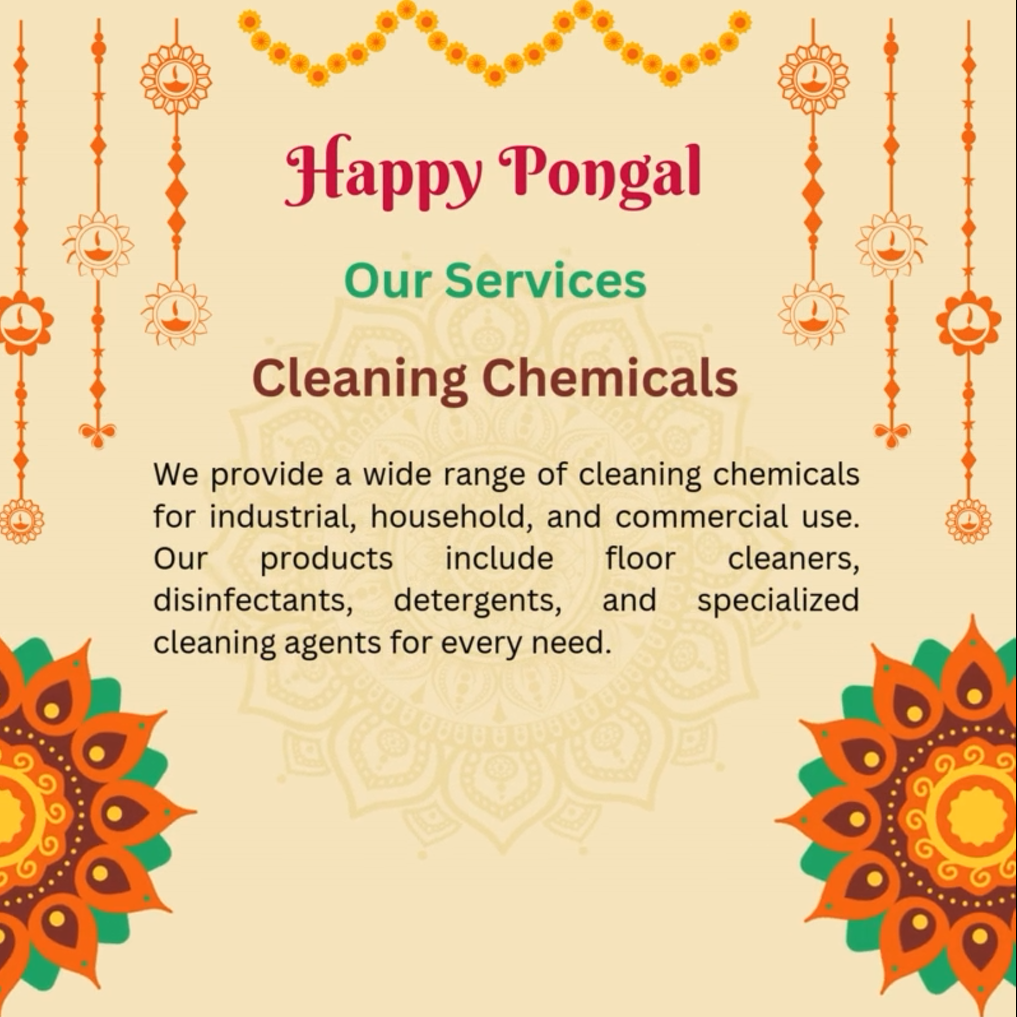 Happy Pongal
Our Services
Cleaning Chemicals
We provide a wide range of cleaning chemicals
for industrial, household, and commercial use.
Our products include floor cleaners,
disinfectants, detergents, and specialized
cleaning agents for every need.